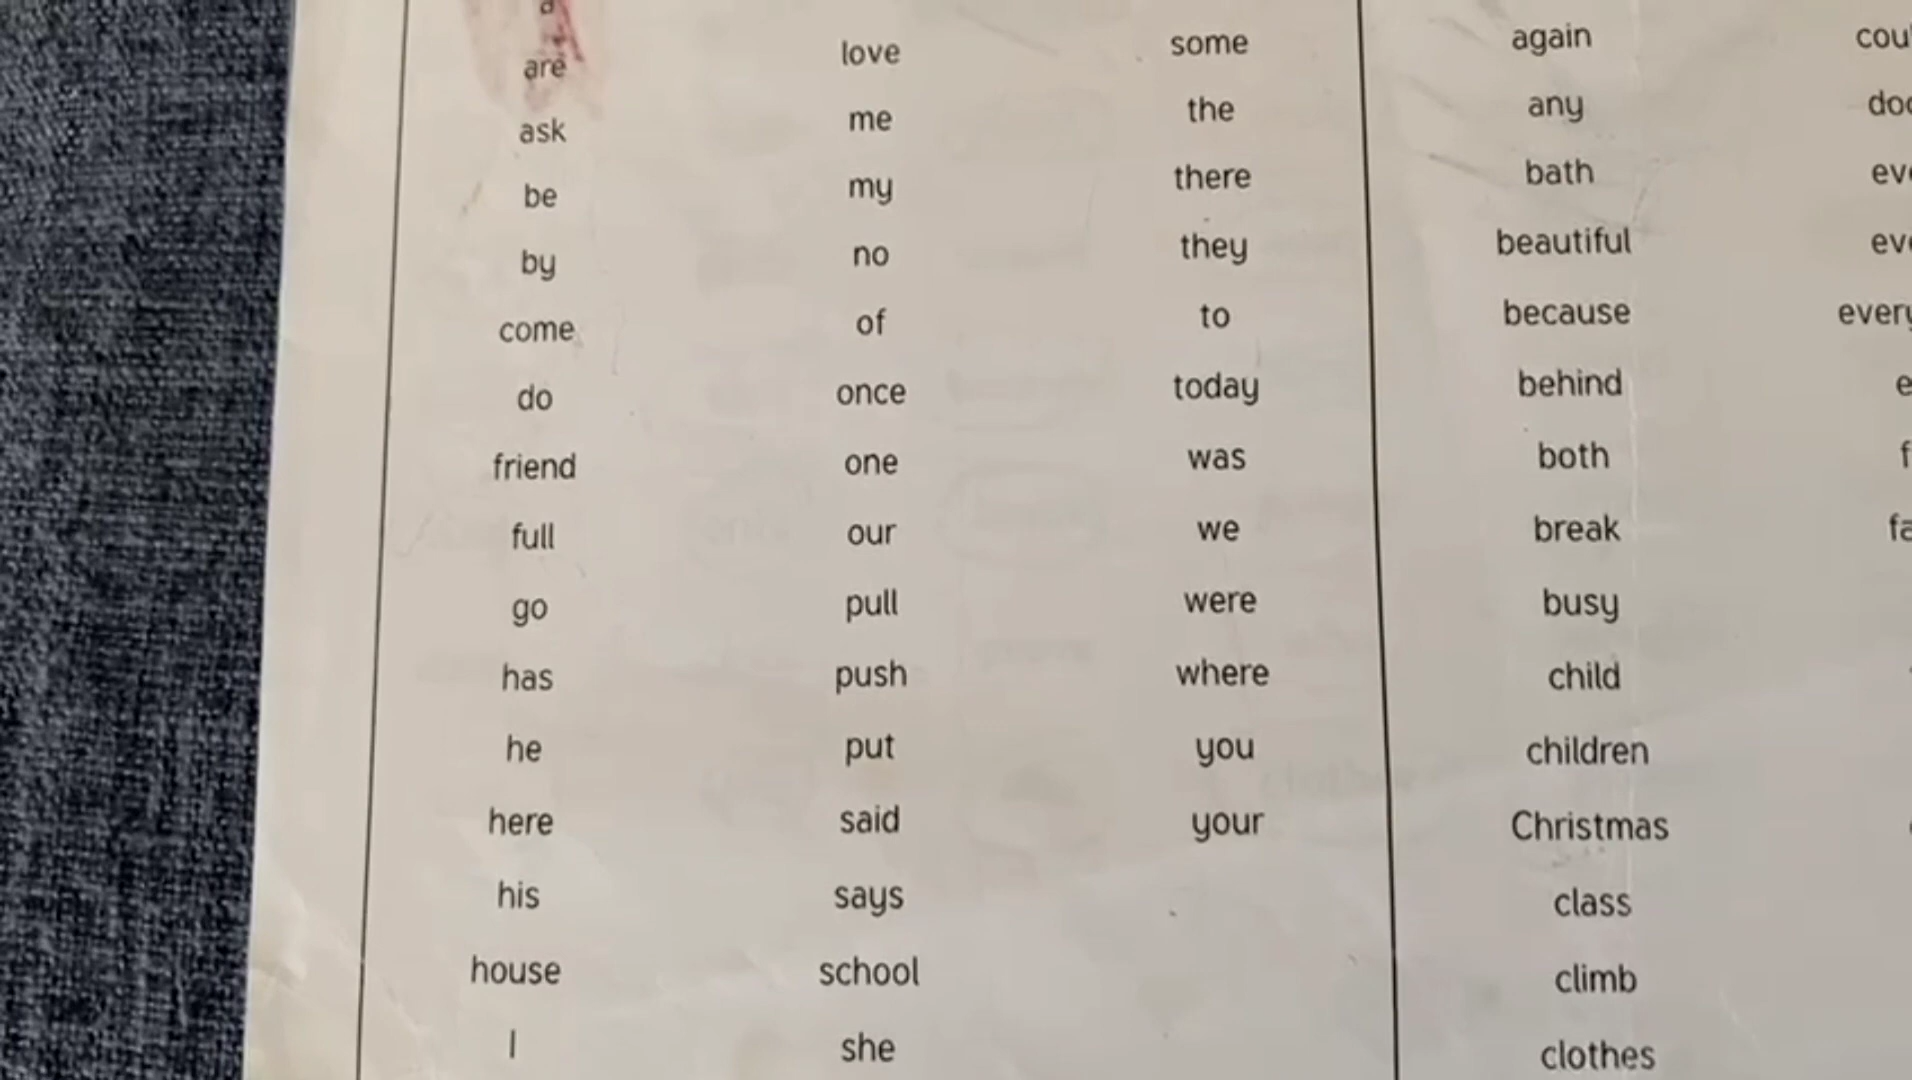 a
are
ask
be
by
come
do
friend
full
go
has
he
here
his
house
I
love
me
my
no
of
once
one
our
pull
push
put
said
says
school
she
some
the
there
they
to
today
was
we
were
where
you
your
again
any
bath
beautiful
because
behind
both
break
busy
child
children
Christmas
class
climb
clothes